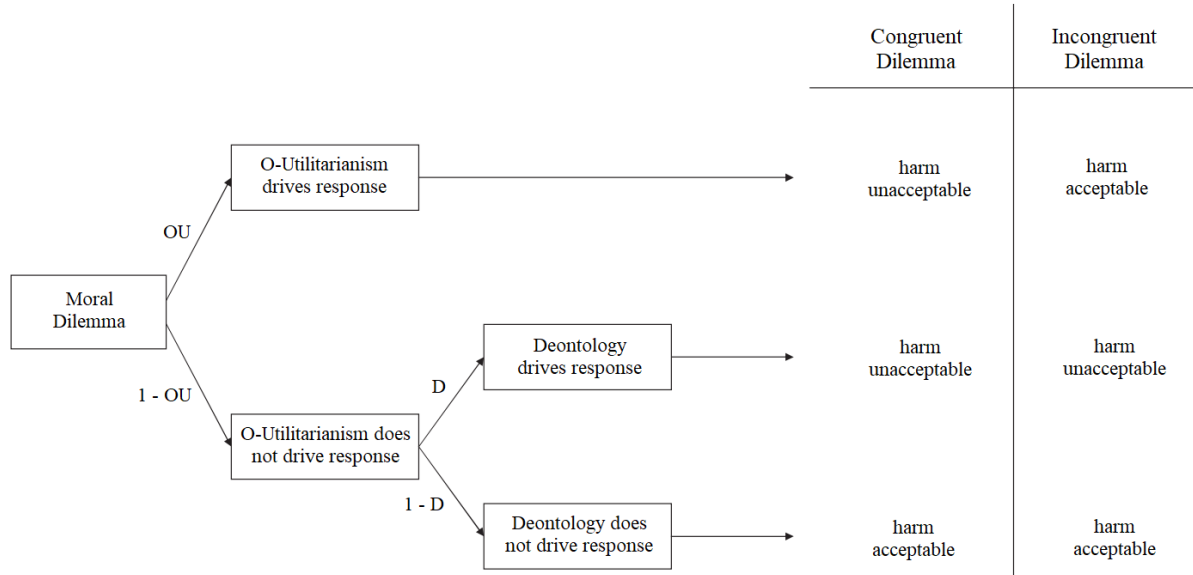 Congruent
Dilemma
Incongruent
Dilemma
O-Utilitarianism
drives response
harm
unacceptable
harm
acceptable
OU
Moral
Dilemma
1 - OU
Deontology
drives response
harm
unacceptable
harm
unacceptable
D
O-Utilitarianism does
not drive response
1 - D
Deontology does
not drive response
harm
acceptable
harm
acceptable